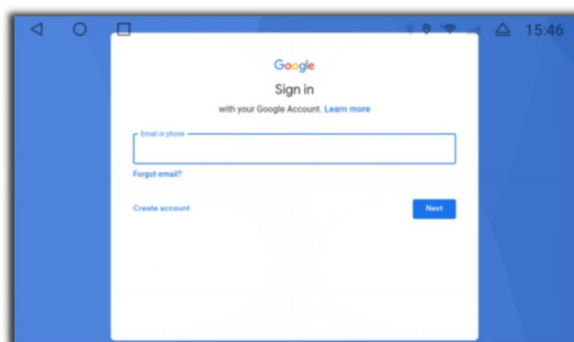 15:46
Google
Sign in
with your Google Account. Learn more
Email or phone
Forgot email?
Create account
Next